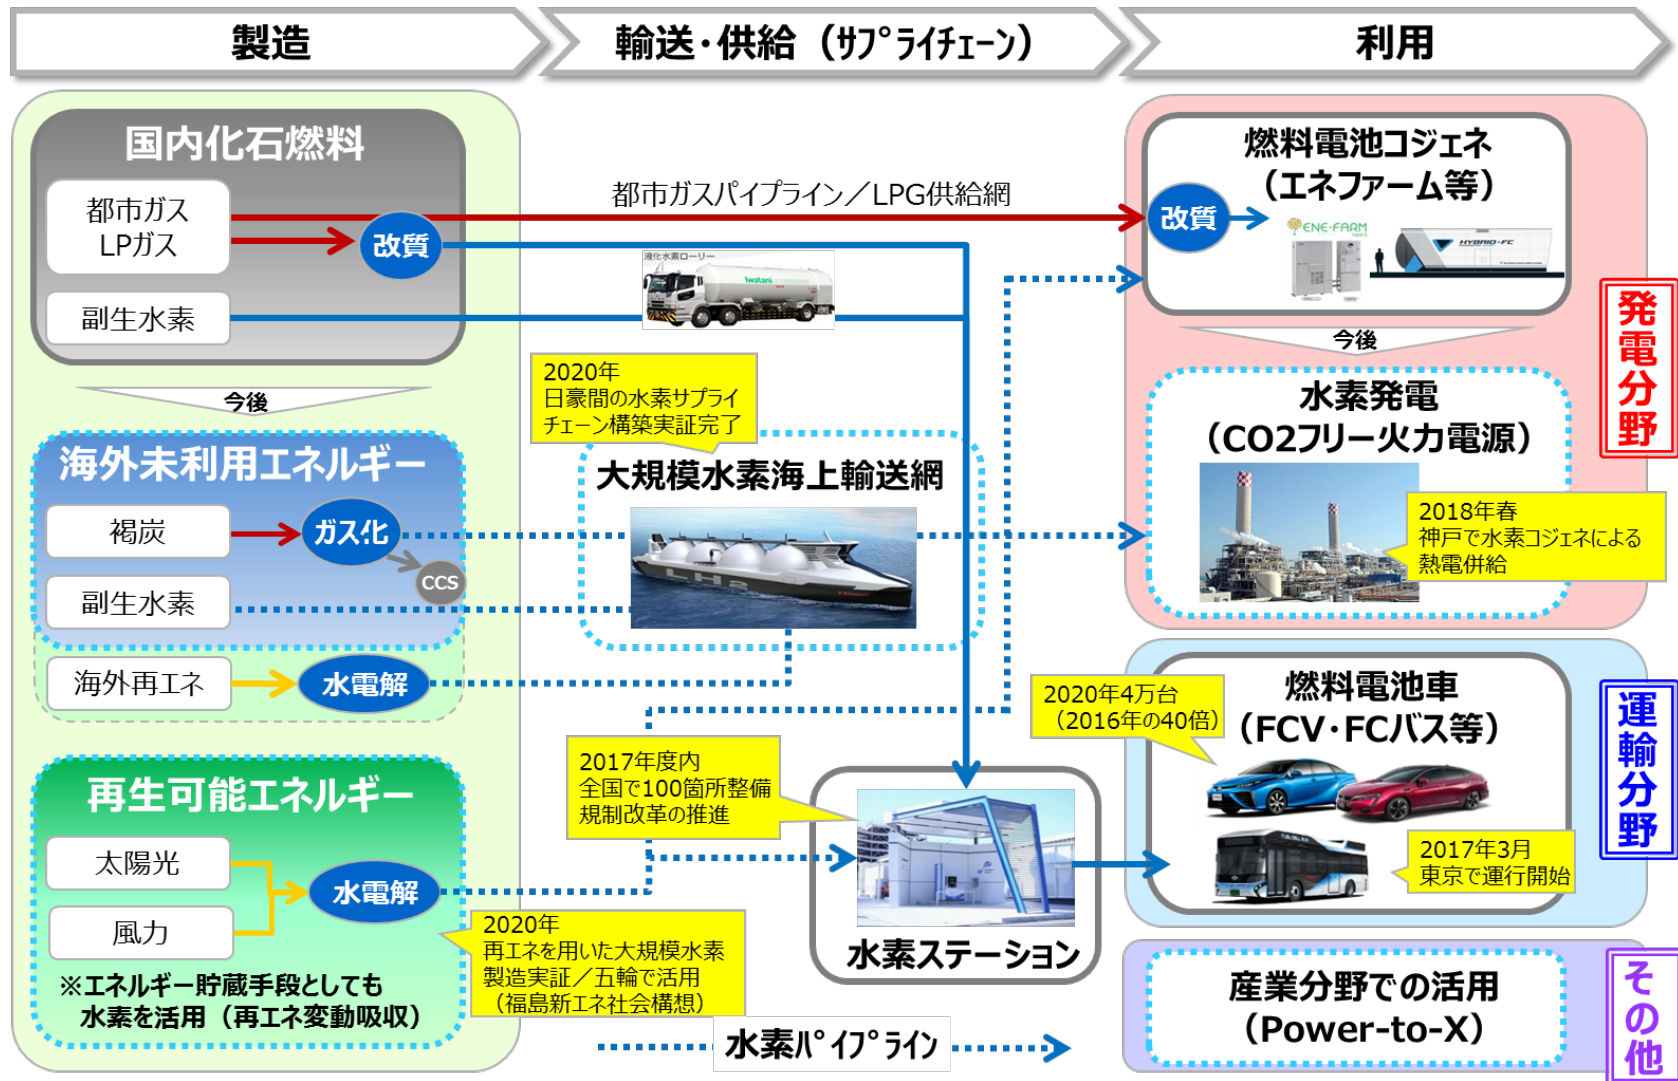 製造
輸送・供給（サプライチェーン）
利用
国内化石燃料
都市ガス
LPガス
改質
副生水素
都市ガスパイプライン／LPG供給網
液化水素ローリー
Iwatani
今後
海外未利用エネルギー
褐炭
ガス化
CCS
副生水素
海外再エネ
水電解
再生可能エネルギー
太陽光
風力
水電解
※エネルギー貯蔵手段としても
水素を活用（再エネ変動吸収）
2020年
日豪間の水素サプライ
チェーン構築実証完了
大規模水素海上輸送網
LH2
2017年度内
全国で100箇所整備
規制改革の推進
水素ステーション
2020年
再エネを用いた大規模水素
製造実証／五輪で活用
（福島新エネ社会構想）
水素パイプライン
燃料電池コジェネ
（エネファーム等）
改質
ENE・FARM
HYBRID-FC
今後
水素発電
（CO2フリー火力電源）
2018年春
神戸で水素コジェネによる
熱電併給
発電分野
燃料電池車
（FCV・FCバス等）
2020年4万台
（2016年の40倍）
2017年3月
東京で運行開始
運輸分野
産業分野での活用
（Power-to-X）
その他